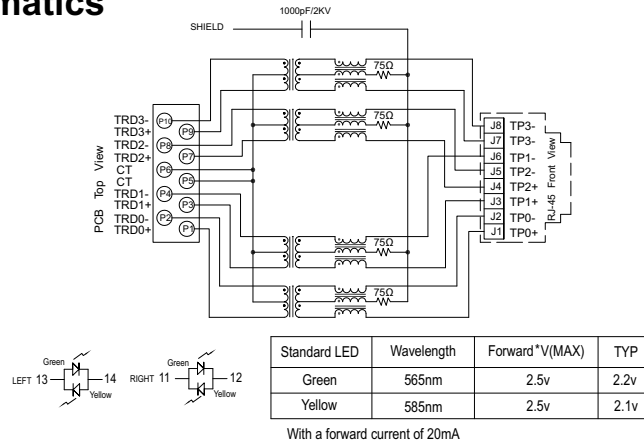 matics
1000pF/2KV
SHIELD
75Ω
75Ω
75Ω
75Ω
PCB Top View
TRD3- P10
TRD3+ P9
TRD2- P8
TRD2+ P7
CT P6
CT P5
TRD1- P4
TRD1+ P3
TRD0- P2
TRD0+ P1
J8 TP3-
J7 TP3-
J6 TP1-
J5 TP2-
J4 TP2+
J3 TP1+
J2 TP0-
J1 TP0+
RJ-45 Front View
Green
LEFT 13 14
Yellow
Green
RIGHT 11 12
Yellow
Standard LED Wavelength Forward*V(MAX) TYP
Green 565nm 2.5v 2.2v
Yellow 585nm 2.5v 2.1v
With a forward current of 20mA